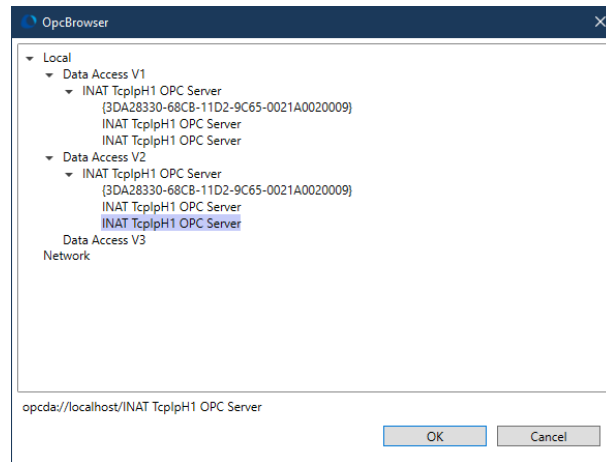 OpcBrowser
Local
Data Access V1
INAT TcpIpH1 OPC Server
{3DA28330-68CB-11D2-9C65-0021A0020009}
INAT TcpIpH1 OPC Server
INAT TcpIpH1 OPC Server
Data Access V2
INAT TcpIpH1 OPC Server
{3DA28330-68CB-11D2-9C65-0021A0020009}
INAT TcpIpH1 OPC Server
INAT TcpIpH1 OPC Server
Data Access V3
Network
opcda://localhost/INAT TcpIpH1 OPC Server
OK Cancel